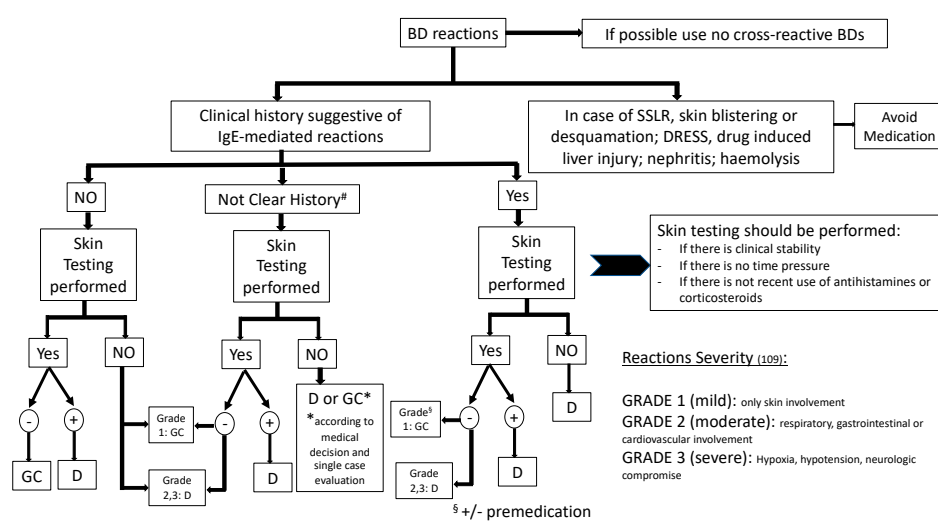 BD reactions
If possible use no cross-reactive BDs
Clinical history suggestive of
IgE-mediated reactions
In case of SSLR, skin blistering or
desquamation; DRESS, drug induced
liver injury; nephritis; haemolysis
Avoid
Medication
NO
Not Clear History#
Yes
Skin
Testing
performed
Skin
Testing
performed
Skin
Testing
performed
Skin testing should be performed:
- If there is clinical stability
- If there is no time pressure
- If there is not recent use of antihistamines or
corticosteroids
Yes
NO
Yes
NO
Yes
NO
Reactions Severity (109):
GRADE 1 (mild): only skin involvement
GRADE 2 (moderate): respiratory, gastrointestinal or
cardiovascular involvement
GRADE 3 (severe): Hypoxia, hypotension, neurologic
compromise
-
+
Grade
1: GC
-
+
D or GC*
*according to
medical
decision and
single case
evaluation
Grade§
1: GC
-
+
D
GC
D
Grade
2,3: D
D
Grade
2,3: D
D
§ +/- premedication